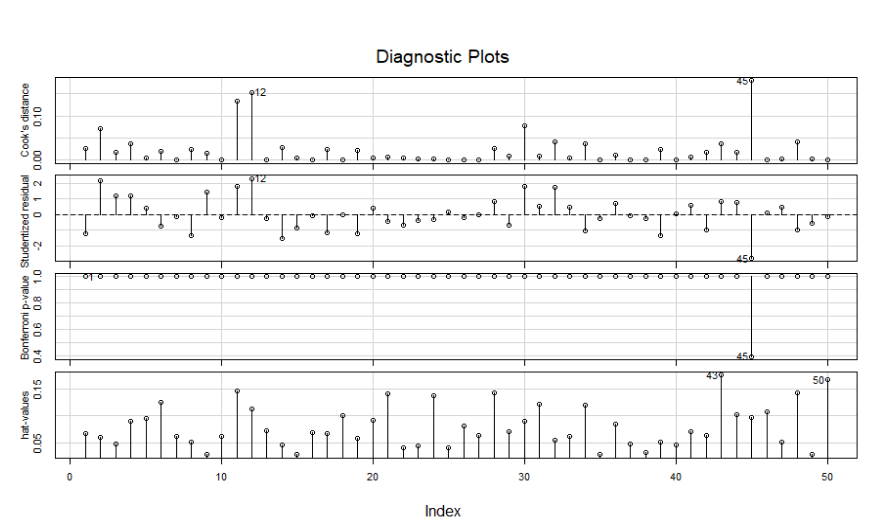 Diagnostic Plots
Cook's distance
0.00 0.10
12
45
Studentized residual
-2 0 1 2
12
45
Bonferroni p-value
0.4 0.6 0.8 1.0
1
45
hat-values
0.05 0.15
43
50
0 10 20 30 40 50
Index